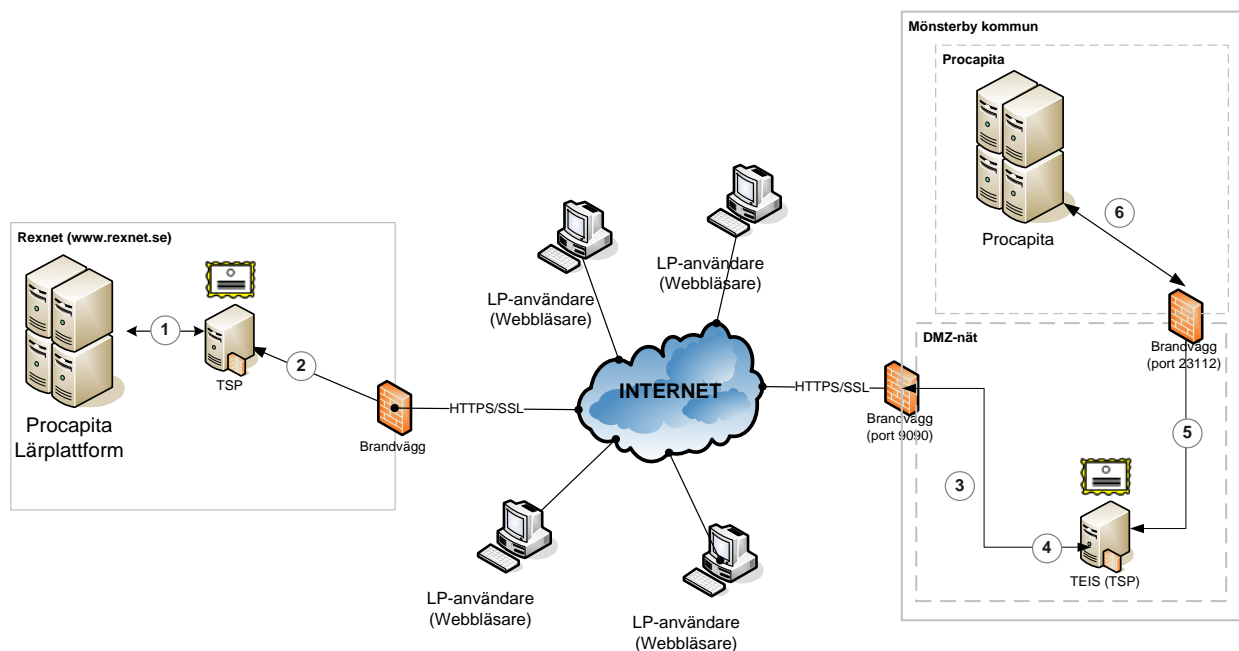 Mönsterby kommun
Procapita
Procapita
6
Rexnet (www.rexnet.se)
1
TSP
2
Procapita
Lärplattform
Brandvägg
HTTPS/SSL
LP-användare
(Webbläsare)
LP-användare
(Webbläsare)
INTERNET
LP-användare
(Webbläsare)
LP-användare
(Webbläsare)
HTTPS/SSL
Brandvägg
(port 9090)
DMZ-nät
Brandvägg
(port 23112)
5
3
4
TEIS (TSP)